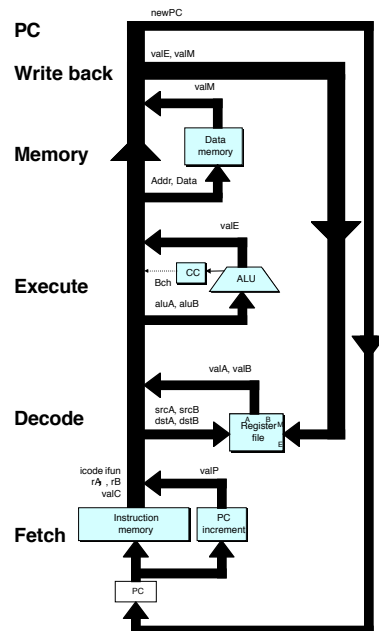 newPC
PC
valE, valM
Write back
valM
Data
memory
Memory
Addr, Data
valE
CC
ALU
Execute
Bch
aluA, aluB
valA, valB
A B
M
srcA, srcB
dstA, dstB
Register
file
E
Decode
icode ifun
rA, rB
valC
valP
Instruction
memory
PC
increment
Fetch
PC